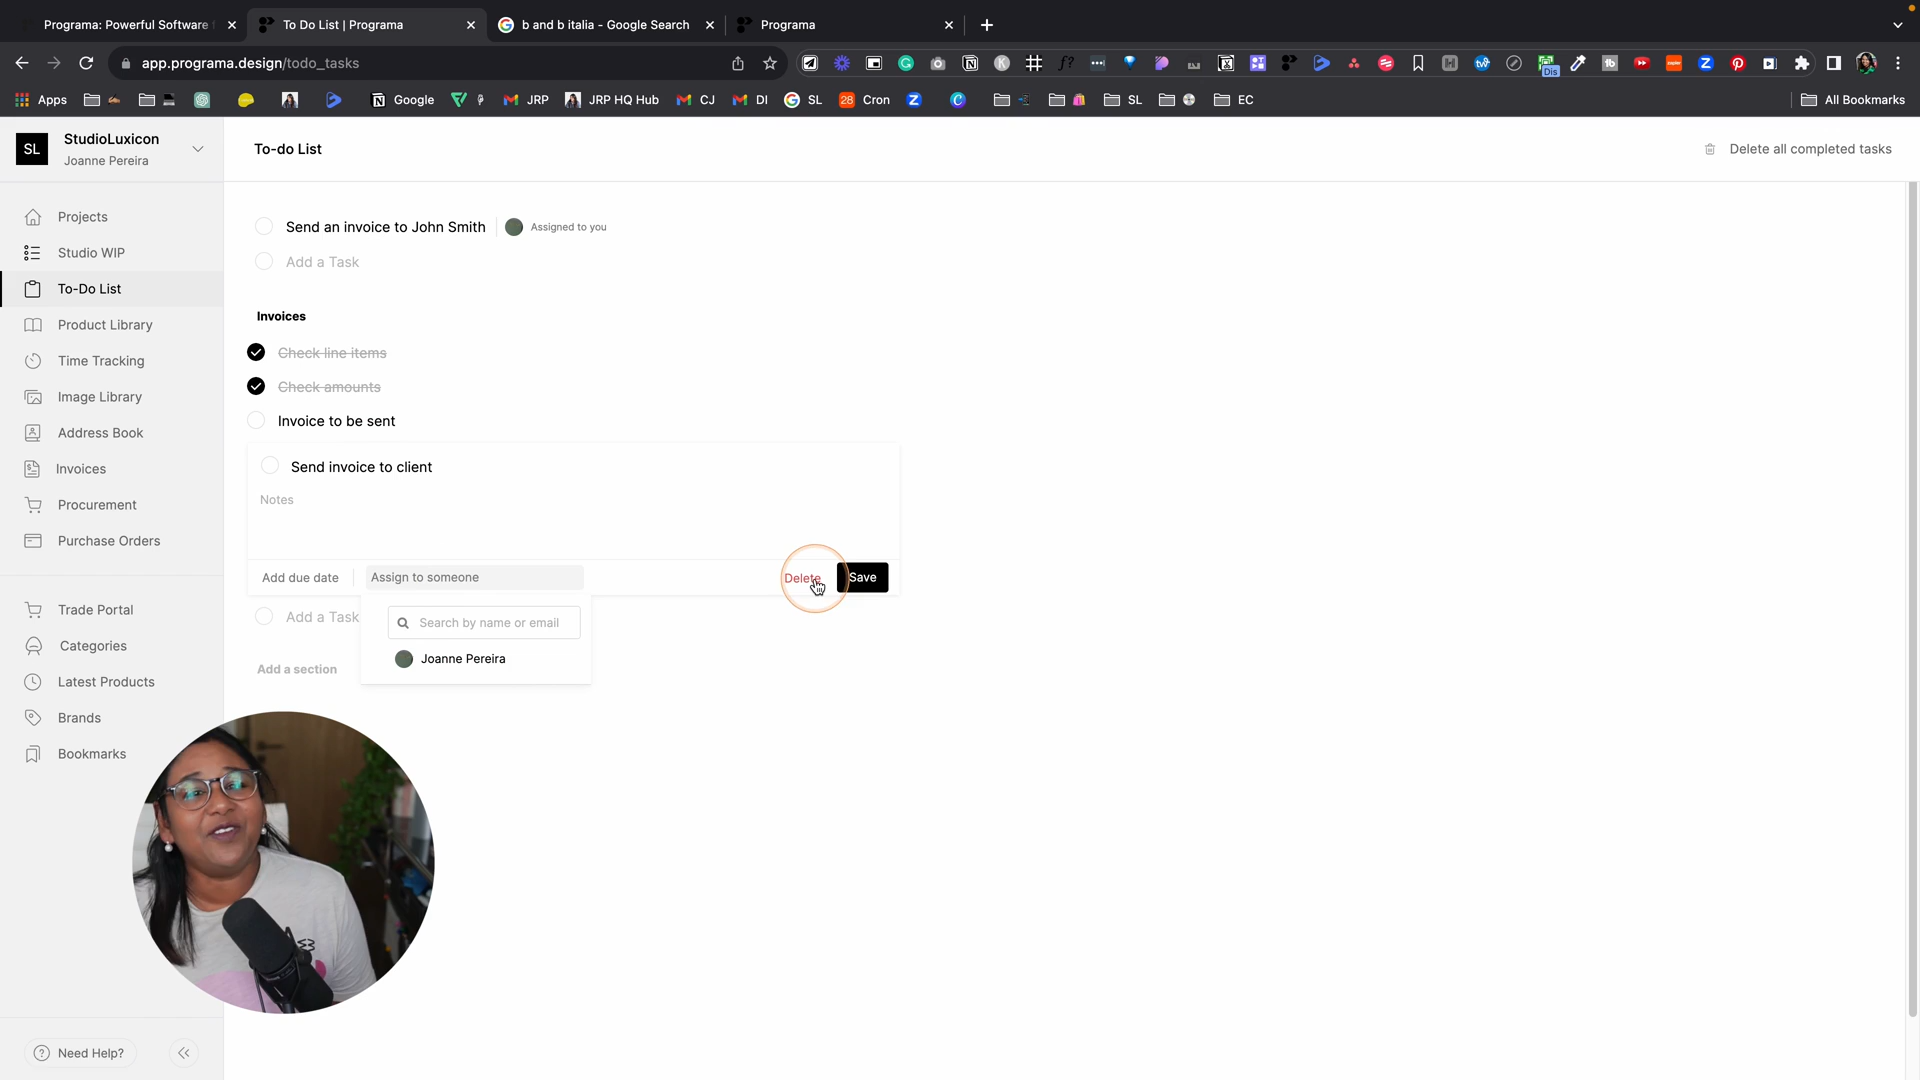 Programa: Powerful Software
To Do List | Programa
b and b italia - Google Search
Programa
app.programa.design/todo_tasks
Apps
Google
JRP
JRP HQ Hub
CJ
DI
SL
28 Cron
SL
EC
All Bookmarks
SL
StudioLuxicon
Joanne Pereira
To-do List
Delete all completed tasks
Projects
Studio WIP
To-Do List
Product Library
Time Tracking
Image Library
Address Book
Invoices
Procurement
Purchase Orders
Trade Portal
Categories
Latest Products
Brands
Bookmarks
Need Help?
Send an invoice to John Smith
Assigned to you
Add a Task
Invoices
Check line items
Check amounts
Invoice to be sent
Send invoice to client
Notes
Add due date
Assign to someone
Delete
Save
Add a Task
Search by name or email
Joanne Pereira
Add a section